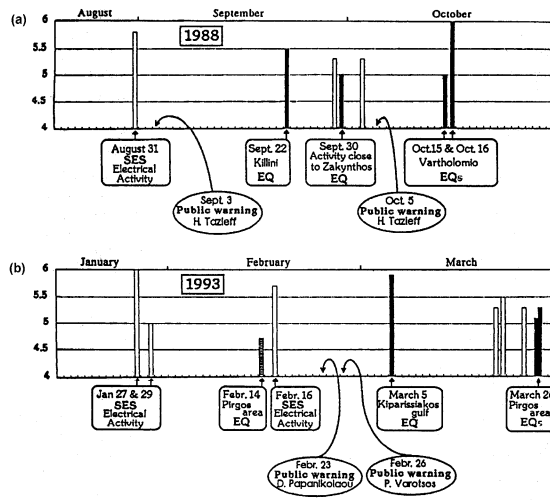 (a)
August September October
6
1988
5.5
5
4.5
4
August 31
SES
Electrical
Activity
Sept. 22
Killini
EQ
Sept. 30
Activity close
to Zakynthos
EQ
Oct.15 & Oct. 16
Vartholomio
EQs
Sept. 3
Public warning
H. Tazieff
Oct. 5
Public warning
H. Tazieff
(b)
January February March
6
1993
5.5
5
4.5
4
Jan 27 & 29
SES
Electrical
Activity
Febr. 14
Pirgos
area
EQ
Febr. 16
SES
Electrical
Activity
March 5
Kiparissiakos
gulf
EQ
March 26
Pirgos
area
EQs
Febr. 23
Public warning
D. Papanikolaou
Febr. 26
Public warning
P. Varotsos